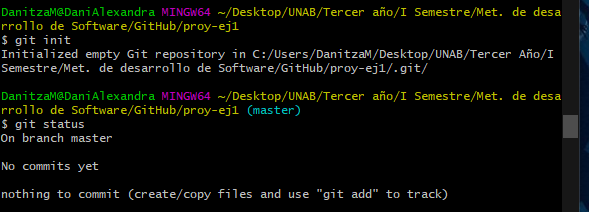 DanitzaM@DaniAlexandra MINGW64 ~/Desktop/UNAB/Tercer año/I Semestre/Met. de desa
rrollo de Software/GitHub/proy-ej1
$ git init
Initialized empty Git repository in C:/Users/DanitzaM/Desktop/UNAB/Tercer Año/I
Semestre/Met. de desarrollo de Software/GitHub/proy-ej1/.git/
DanitzaM@DaniAlexandra MINGW64 ~/Desktop/UNAB/Tercer año/I Semestre/Met. de desa
rrollo de Software/GitHub/proy-ej1 (master)
$ git status
On branch master
No commits yet
nothing to commit (create/copy files and use "git add" to track)